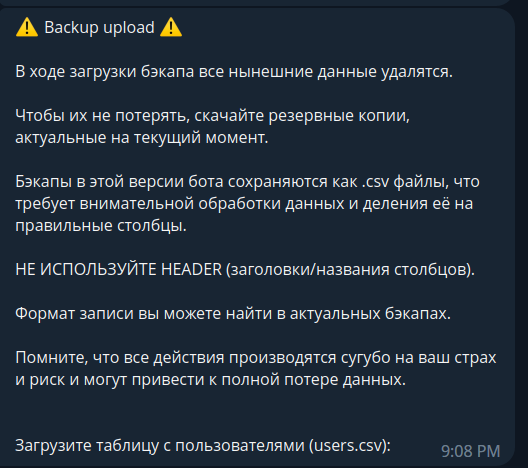 ⚠️ Backup upload ⚠️
В ходе загрузки бэкапа все нынешние данные удалятся.
Чтобы их не потерять, скачайте резервные копии,
актуальные на текущий момент.
Бэкапы в этой версии бота сохраняются как .csv файлы, что
требует внимательной обработки данных и деления её на
правильные столбцы.
НЕ ИСПОЛЬЗУЙТЕ HEADER (заголовки/названия столбцов).
Формат записи вы можете найти в актуальных бэкапах.
Помните, что все действия производятся сугубо на ваш страх
и риск и могут привести к полной потере данных.
Загрузите таблицу с пользователями (users.csv):
9:08 PM